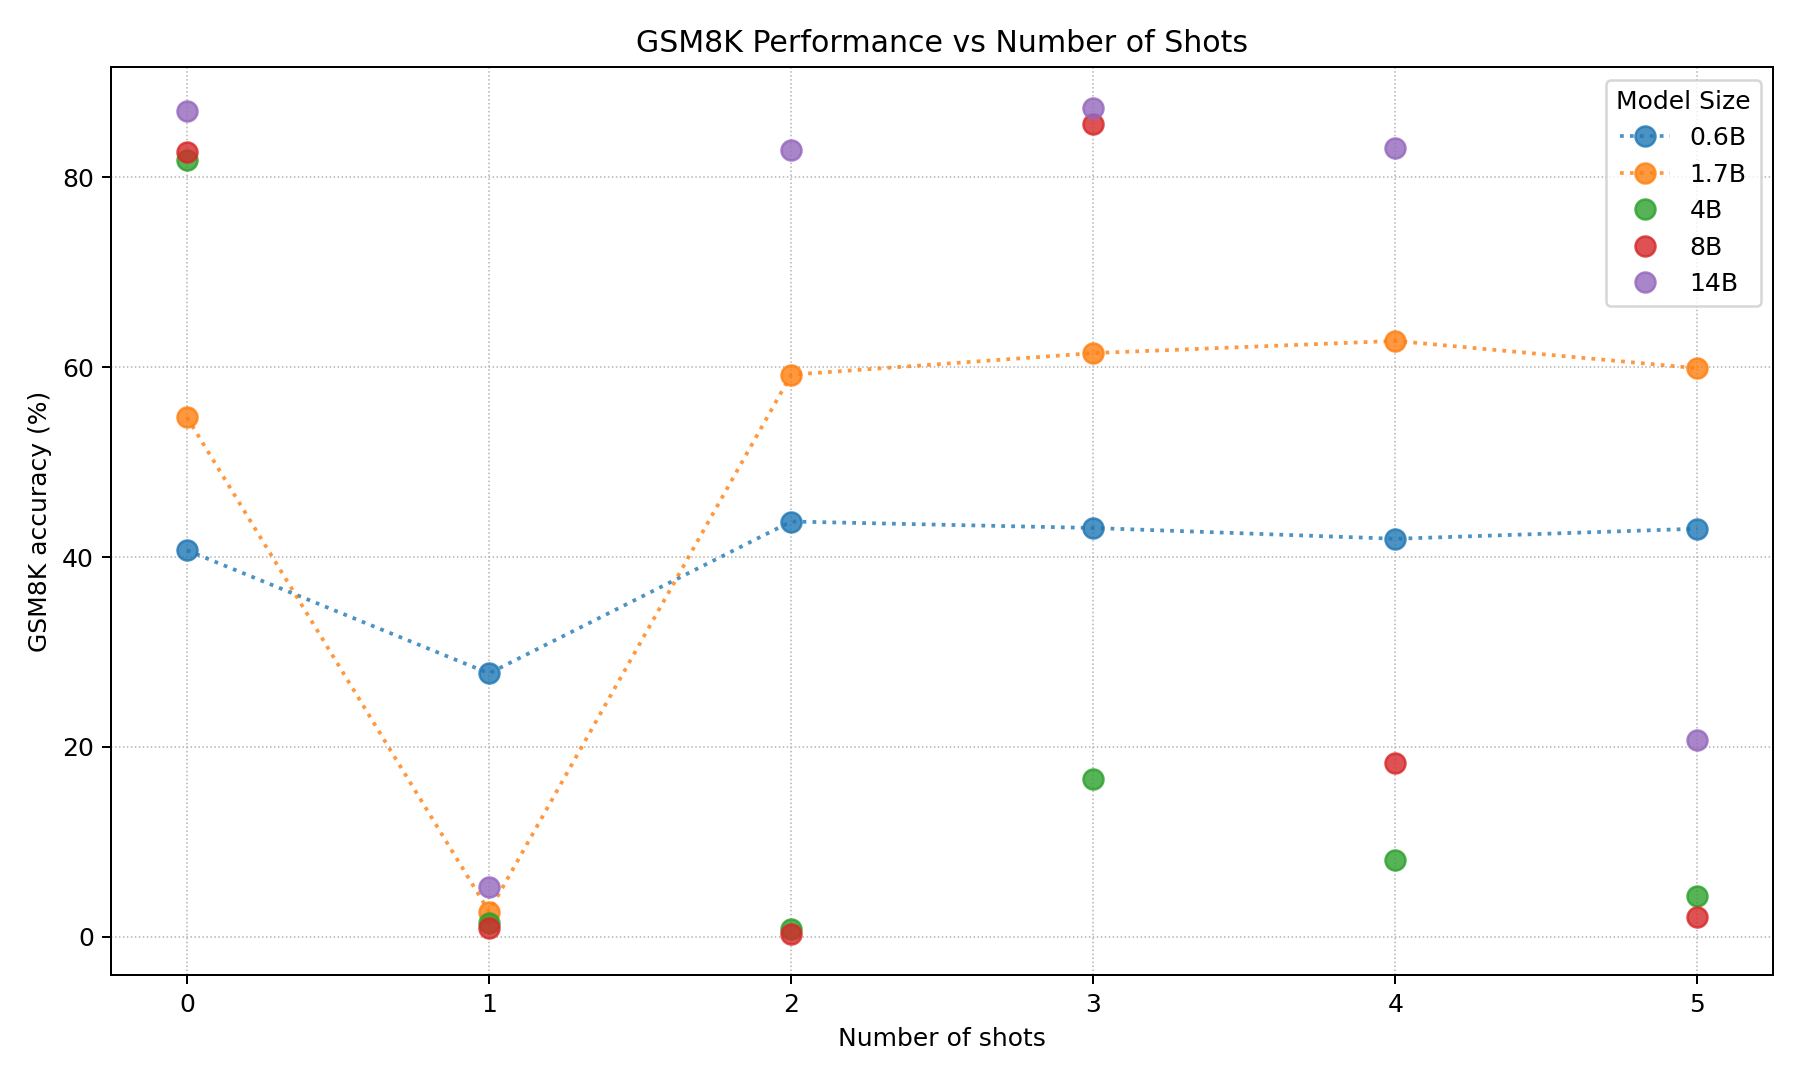 GSM8K Performance vs Number of Shots
GSM8K accuracy (%)
80
60
40
20
0
0 1 2 3 4 5
Number of shots
Model Size
0.6B
1.7B
4B
8B
14B